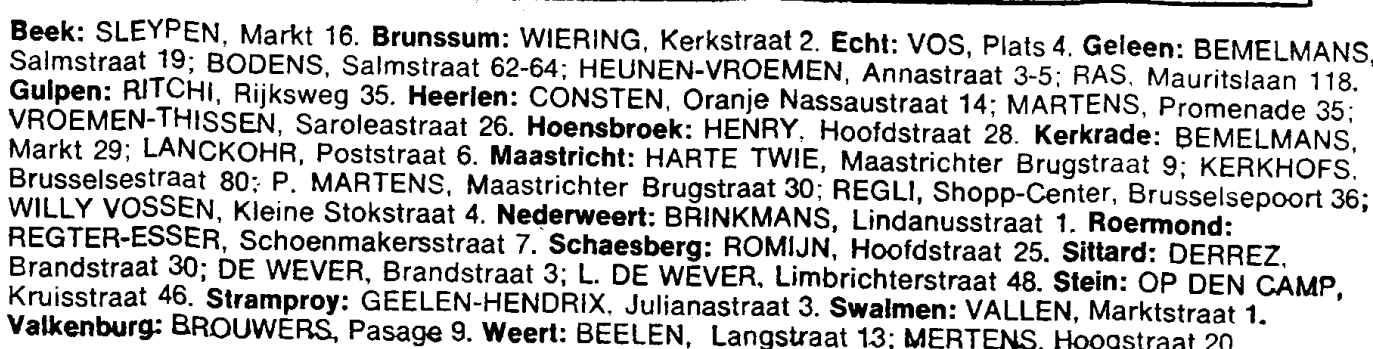 Beek: SLEYPEN, Markt 16. Brunssum: WIERING, Kerkstraat 2. Echt: VOS, Plats 4. Geleen: BEMELMANS,
Salmstraat 19; BODENS, Salmstraat 62-64; HEUNEN-VROEMEN, Annastraat 3-5; RAS, Mauritslaan 118.
Gulpen: RITCHI, Rijksweg 35. Heerlen: CONSTEN, Oranje Nassaustraat 14; MARTENS, Promenade 35;
VROEMEN-THISSEN, Saroleastraat 26. Hoensbroek: HENRY, Hoofdstraat 28. Kerkrade: BEMELMANS,
Markt 29; LANCKOHR, Poststraat 6. Maastricht: HARTE TWIE, Maastrichter Brugstraat 9; KERKHOFS,
Brusselsestraat 80; P. MARTENS, Maastrichter Brugstraat 30; REGLI, Shopp-Center, Brusselsepoort 36;
WILLY VOSSEN, Kleine Stokstraat 4. Nederweert: BRINKMANS, Lindanusstraat 1. Roermond:
REGTER-ESSER, Schoenmakersstraat 7. Schaesberg: ROMIJN, Hoofdstraat 25. Sittard: DERREZ,
Brandstraat 30; DE WEVER, Brandstraat 3; L. DE WEVER, Limbrichterstraat 48. Stein: OP DEN CAMP,
Kruisstraat 46. Stramproy: GEELEN-HENDRIX, Julianastraat 3. Swalmen: VALLEN, Marktstraat 1.
Valkenburg: BROUWERS, Pasage 9. Weert: BEELEN, Langstraat 13; MERTENS, Hoogstraat 20